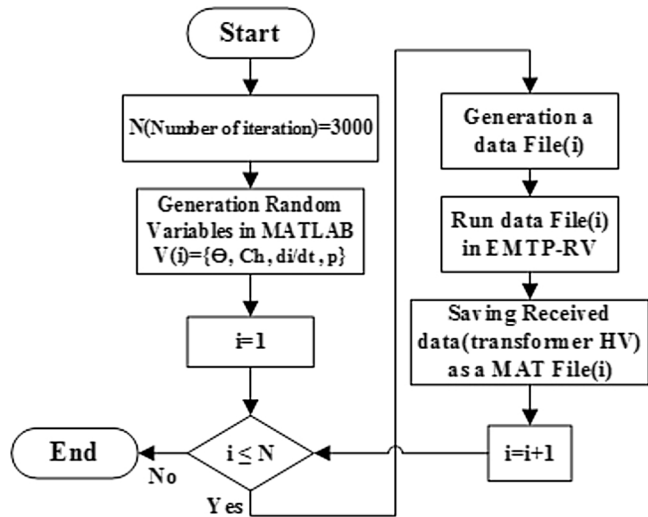 Start
N(Number of iteration)=3000
Generation Random
Variables in MATLAB
V(i)={Θ, Ch, di/dt, p}
i=1
i ≤ N
No
End
Yes
Generation a
data File(i)
Run data File(i)
in EMTP-RV
Saving Received
data(transformer HV)
as a MAT File(i)
i=i+1